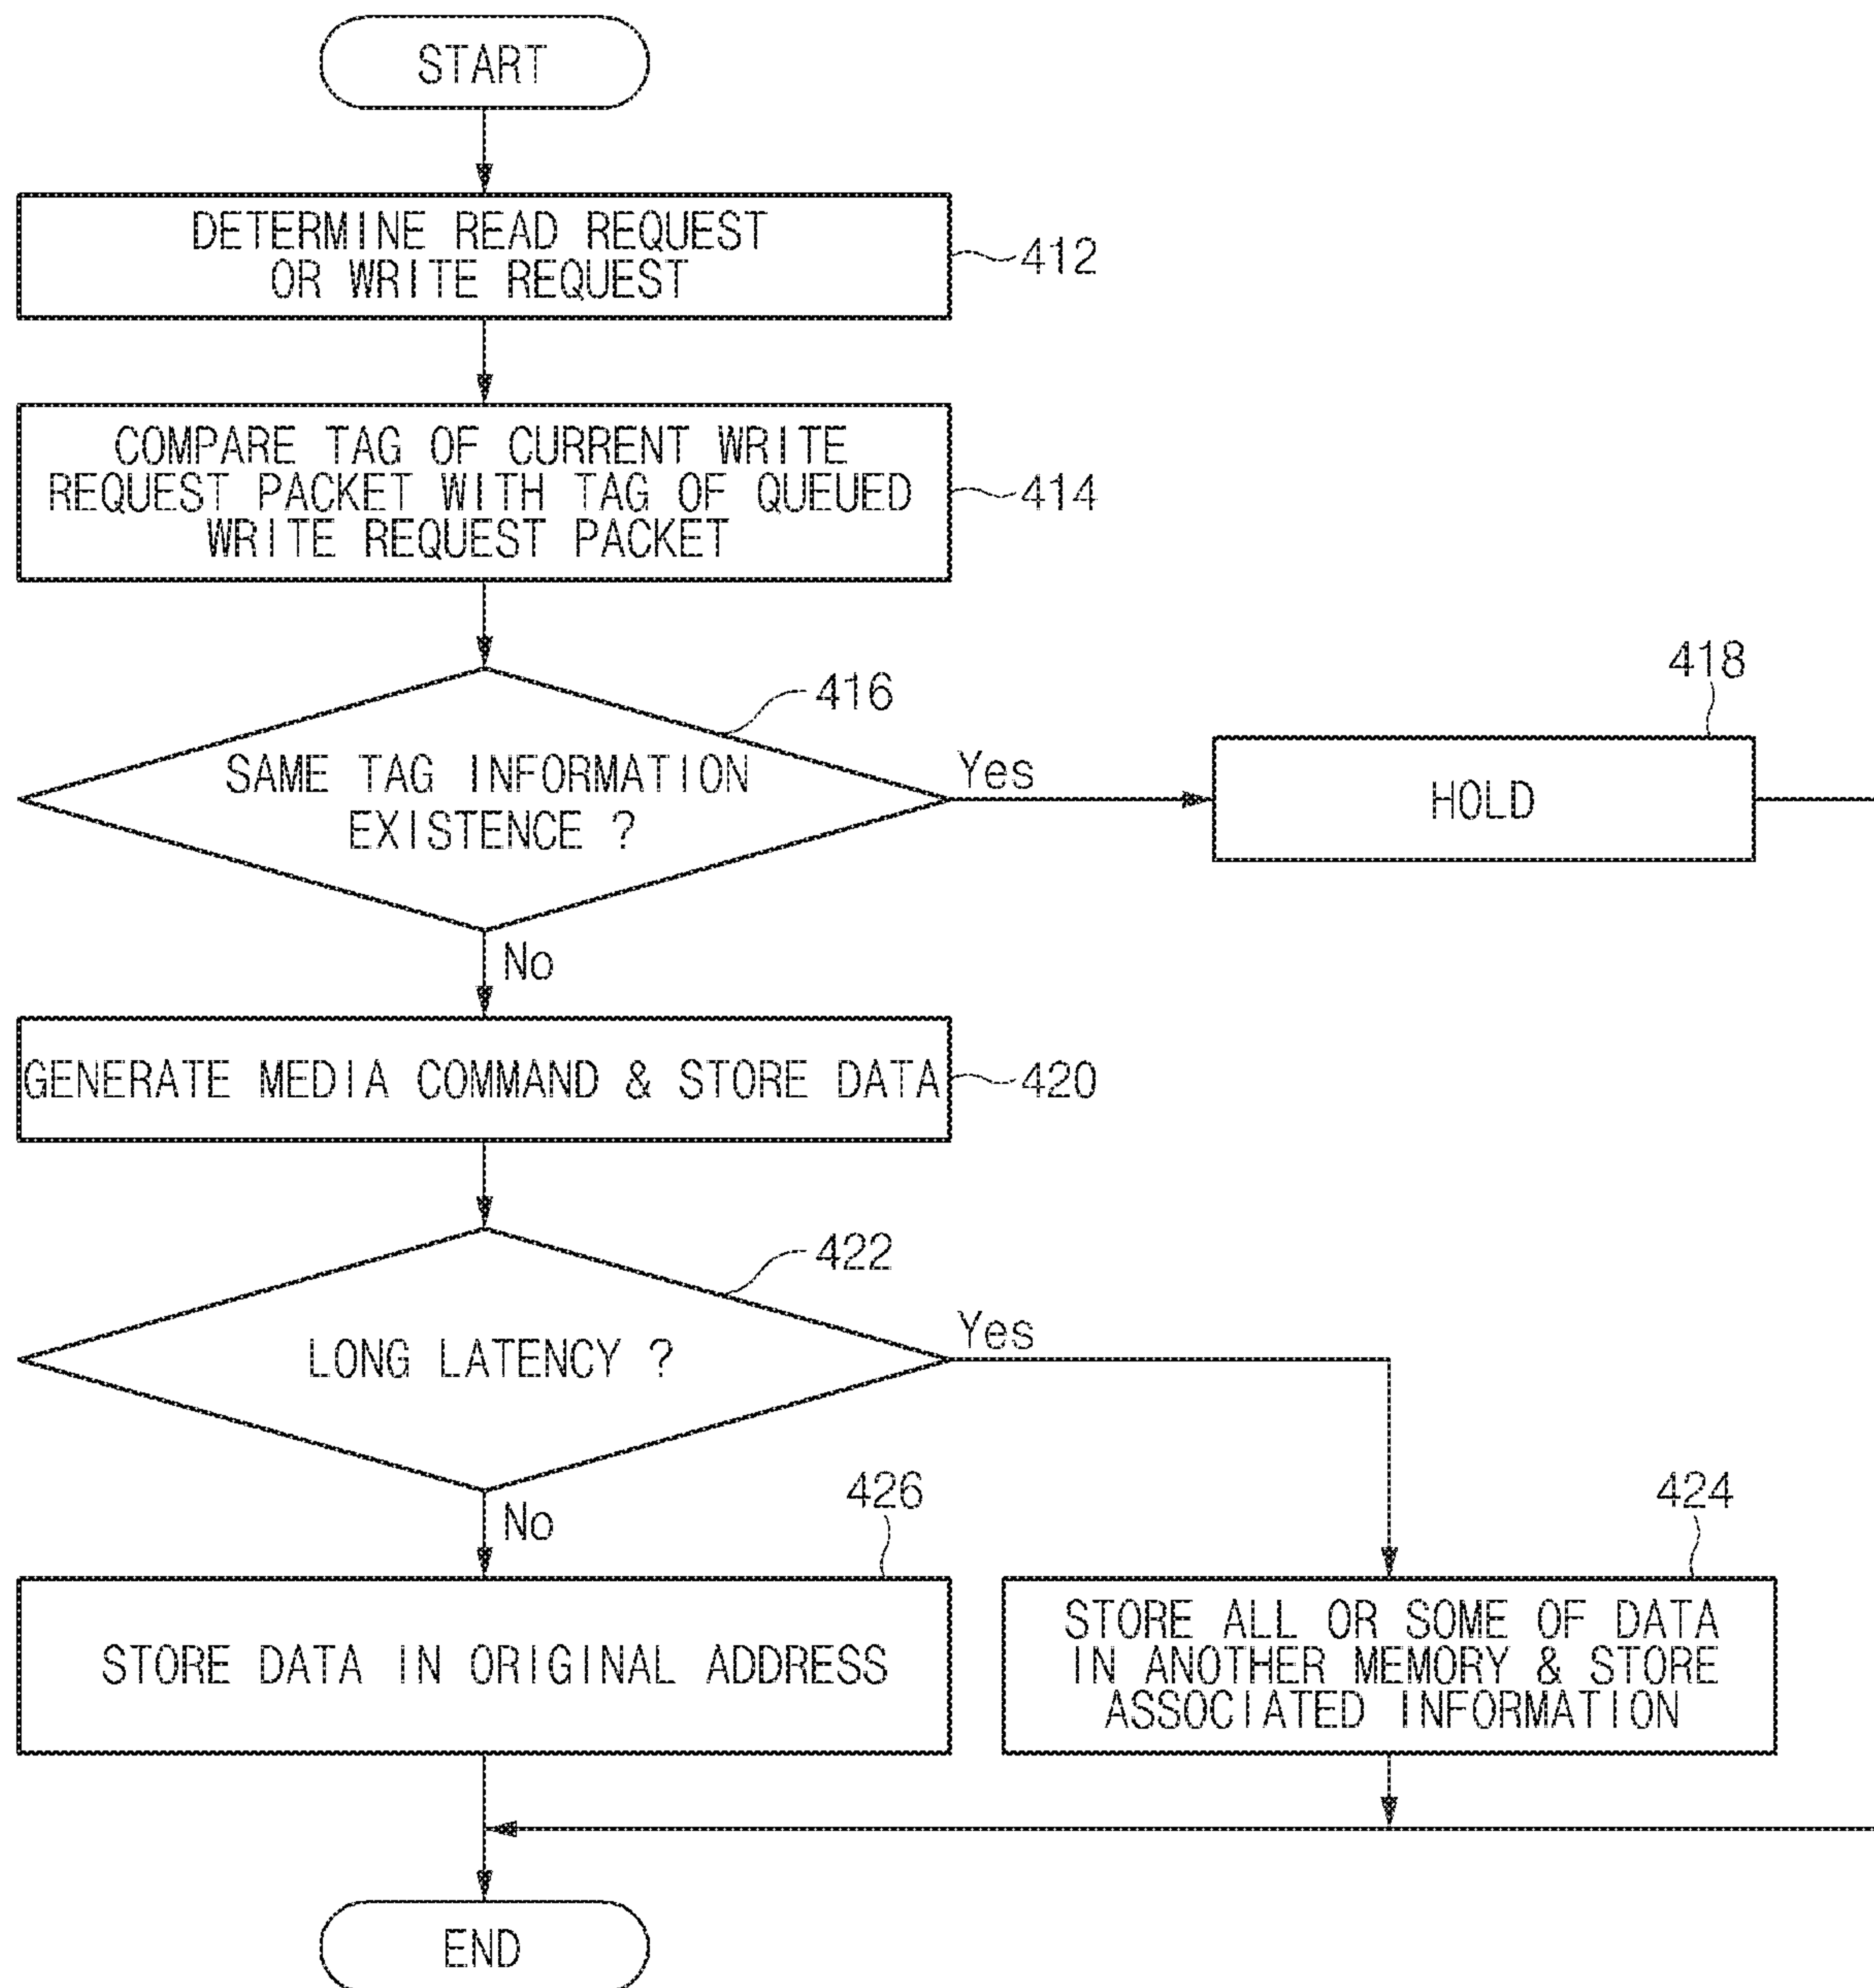 START
DETERMINE READ REQUEST
OR WRITE REQUEST
412
COMPARE TAG OF CURRENT WRITE
REQUEST PACKET WITH TAG OF QUEUED
WRITE REQUEST PACKET
414
416
SAME TAG INFORMATION
EXISTENCE ?
Yes
418
HOLD
No
GENERATE MEDIA COMMAND & STORE DATA
420
422
LONG LATENCY ?
Yes
No
426
STORE DATA IN ORIGINAL ADDRESS
424
STORE ALL OR SOME OF DATA
IN ANOTHER MEMORY & STORE
ASSOCIATED INFORMATION
END